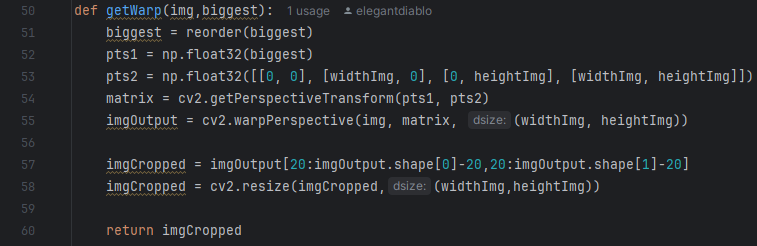 50 def getWarp(img,biggest): 1 usage elegantdiablo
51 biggest = reorder(biggest)
52 pts1 = np.float32(biggest)
53 pts2 = np.float32([[0, 0], [widthImg, 0], [0, heightImg], [widthImg, heightImg]])
54 matrix = cv2.getPerspectiveTransform(pts1, pts2)
55 imgOutput = cv2.warpPerspective(img, matrix, dsize: (widthImg, heightImg))
56
57 imgCropped = imgOutput[20:imgOutput.shape[0]-20,20:imgOutput.shape[1]-20]
58 imgCropped = cv2.resize(imgCropped, dsize: (widthImg,heightImg))
59
60 return imgCropped